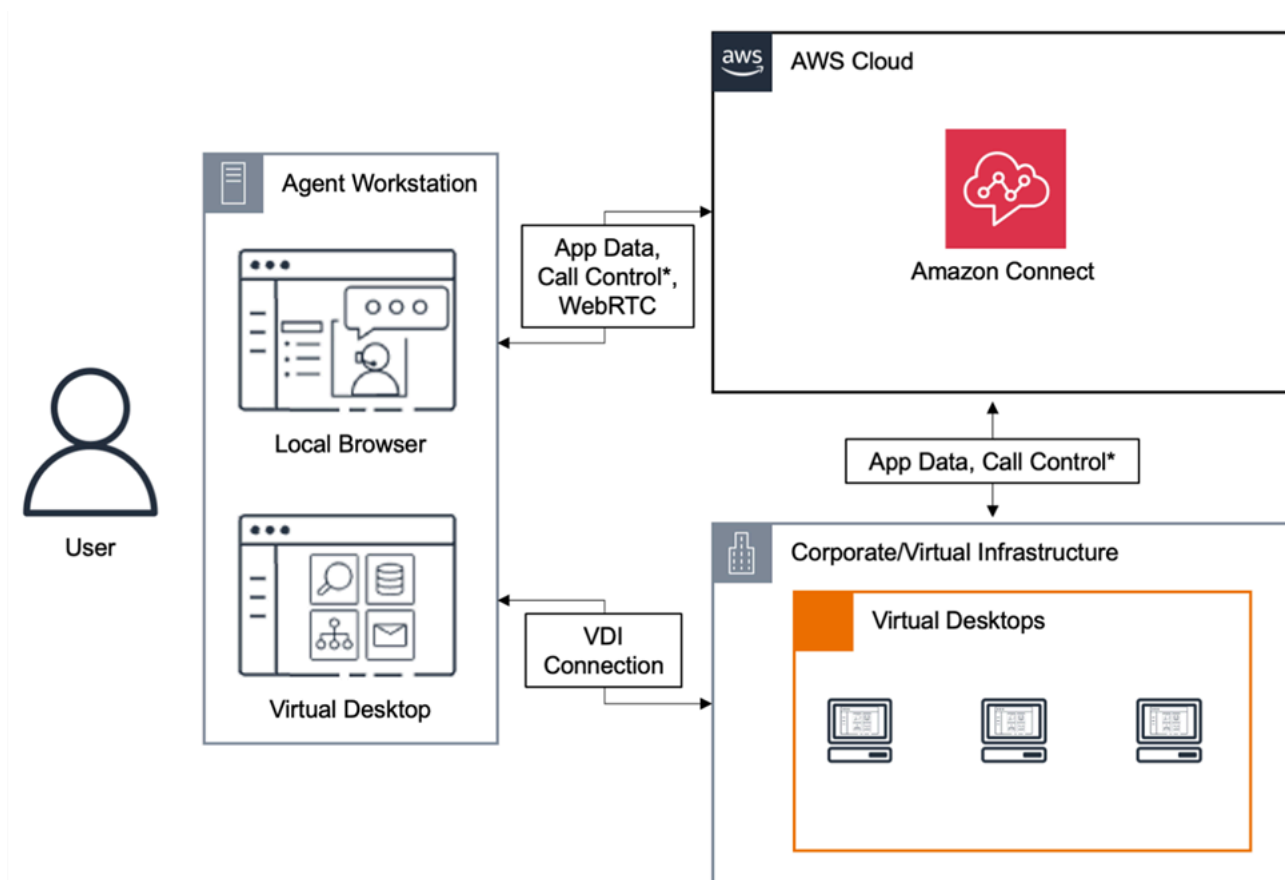 aws
AWS Cloud
Amazon Connect
Agent Workstation
Local Browser
Virtual Desktop
User
App Data,
Call Control*,
WebRTC
App Data, Call Control*
VDI
Connection
Corporate/Virtual Infrastructure
Virtual Desktops